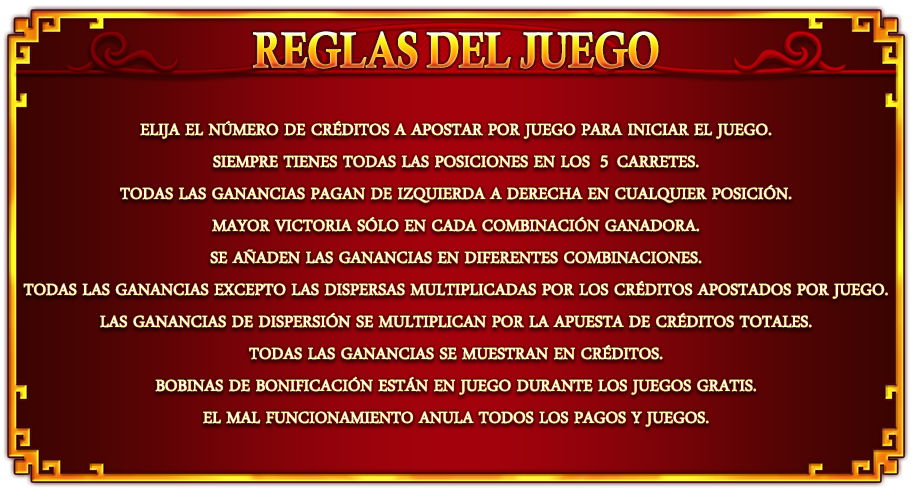 REGLAS DEL JUEGO
ELIJA EL NÚMERO DE CRÉDITOS A APOSTAR POR JUEGO PARA INICIAR EL JUEGO.
SIEMPRE TIENES TODAS LAS POSICIONES EN LOS 5 CARRETES.
TODAS LAS GANANCIAS PAGAN DE IZQUIERDA A DERECHA EN CUALQUIER POSICIÓN.
MAYOR VICTORIA SÓLO EN CADA COMBINACIÓN GANADORA.
SE AÑADEN LAS GANANCIAS EN DIFERENTES COMBINACIONES.
TODAS LAS GANANCIAS EXCEPTO LAS DISPERSAS MULTIPLICADAS POR LOS CRÉDITOS APOSTADOS POR JUEGO.
LAS GANANCIAS DE DISPERSIÓN SE MULTIPLICAN POR LA APUESTA DE CRÉDITOS TOTALES.
TODAS LAS GANANCIAS SE MUESTRAN EN CRÉDITOS.
BOBINAS DE BONIFICACIÓN ESTÁN EN JUEGO DURANTE LOS JUEGOS GRATIS.
EL MAL FUNCIONAMIENTO ANULA TODOS LOS PAGOS Y JUEGOS.